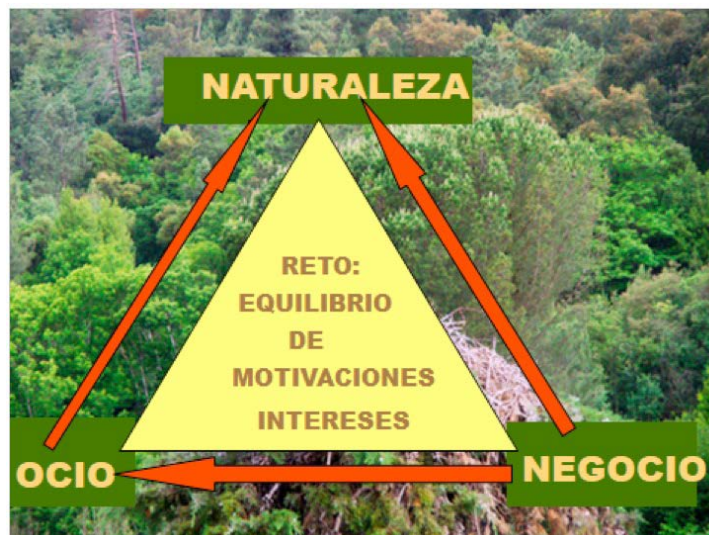 NATURALEZA
RETO:
EQUILIBRIO
DE
MOTIVACIONES
INTERESES
OCIO
NEGOCIO